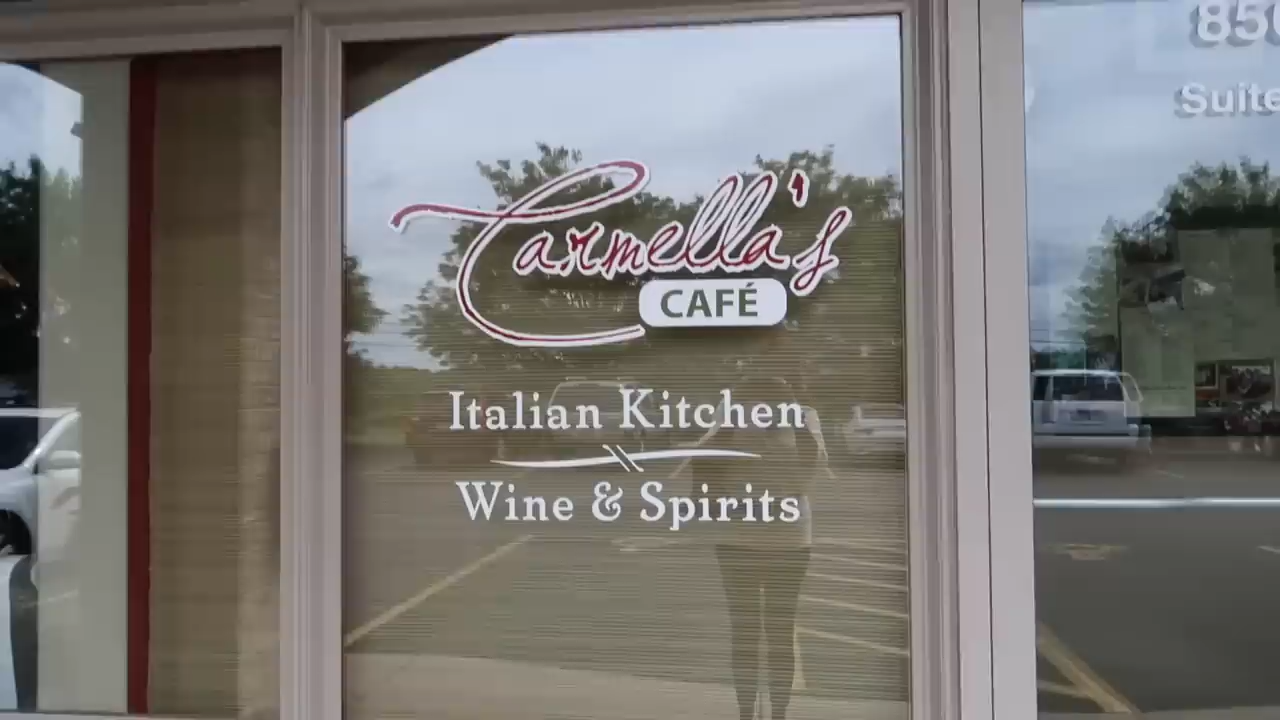 Carmella's
CAFÉ
Italian Kitchen
Wine & Spirits
Suite